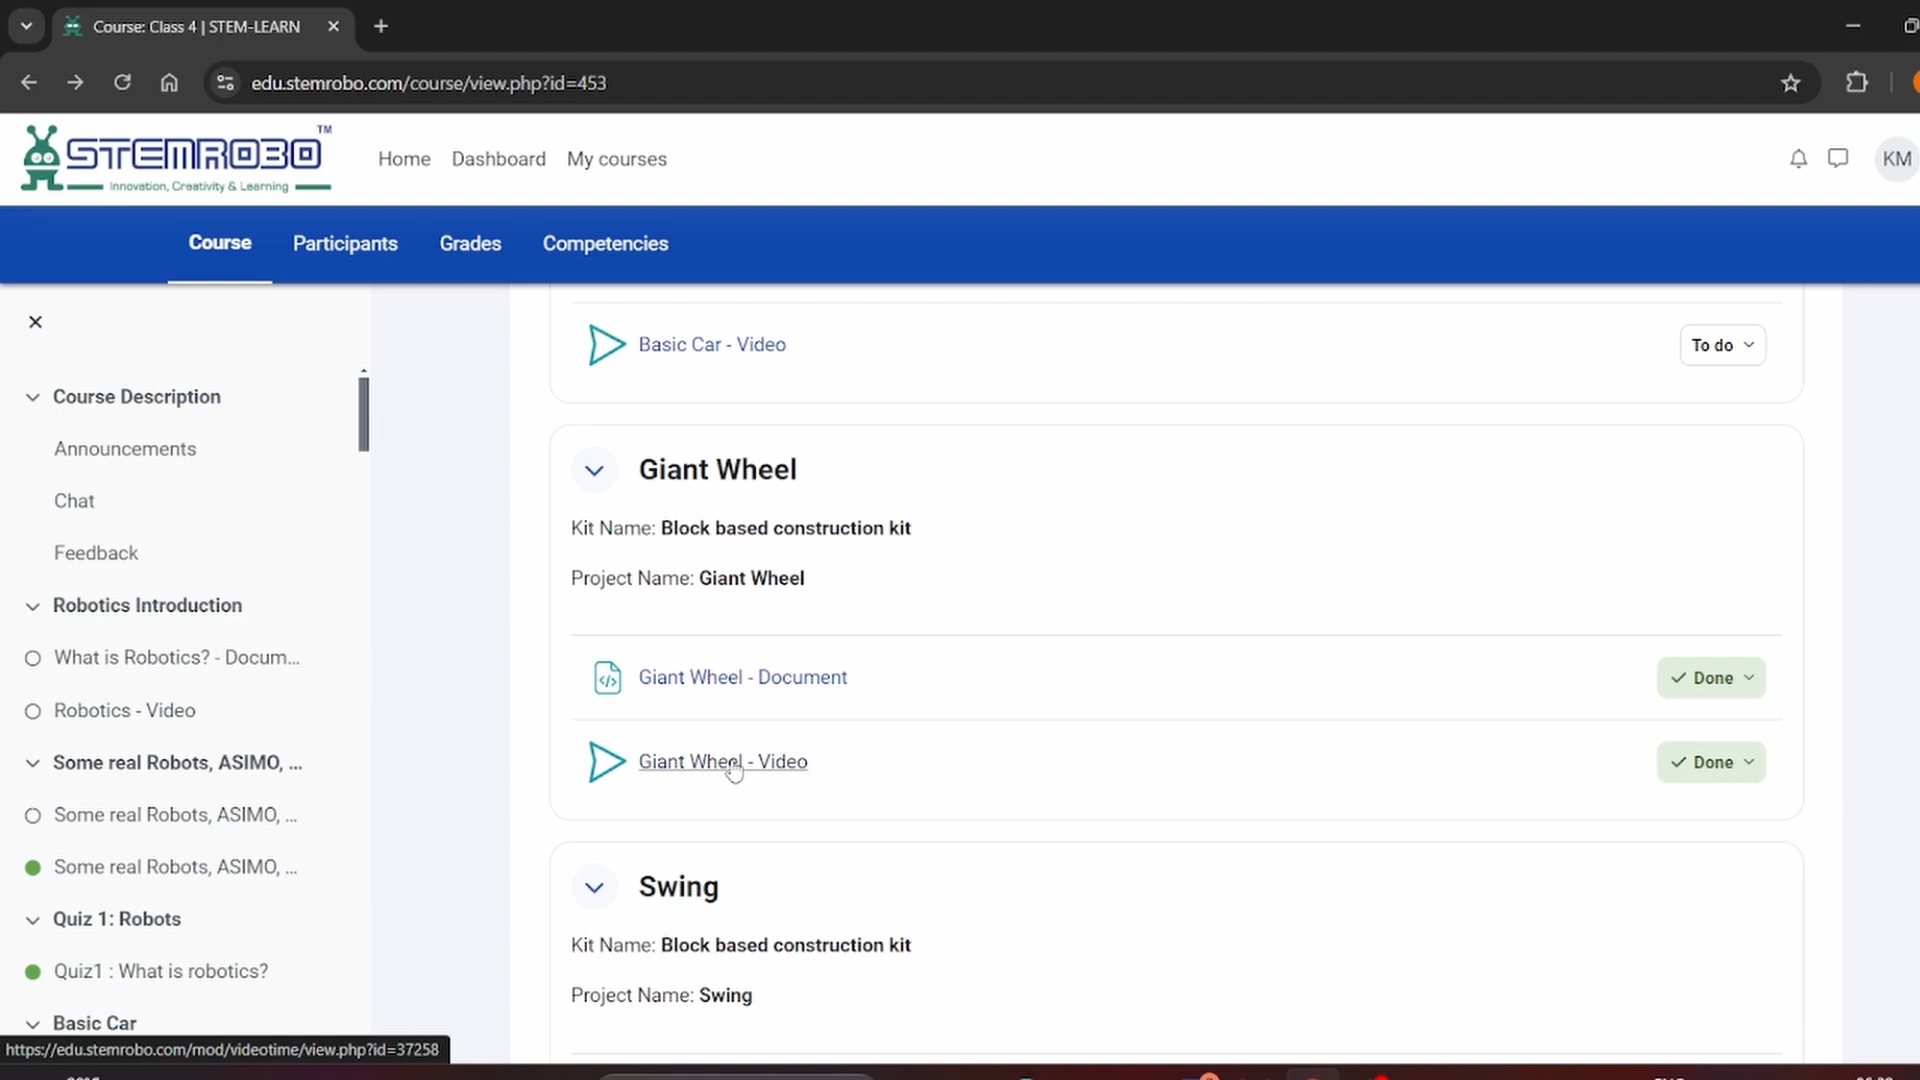 Course: Class 4 | STEM-LEARN
edu.stemrobo.com/course/view.php?id=453
STEMROBO TM
Innovation, Creativity & Learning
Home Dashboard My courses
KM
Course Participants Grades Competencies
Course Description
Announcements
Chat
Feedback
Robotics Introduction
What is Robotics? - Docum...
Robotics - Video
Some real Robots, ASIMO, ...
Some real Robots, ASIMO, ...
Some real Robots, ASIMO, ...
Quiz 1: Robots
Quiz1 : What is robotics?
Basic Car
Basic Car - Video To do
Giant Wheel
Kit Name: Block based construction kit
Project Name: Giant Wheel
Giant Wheel - Document Done
Giant Wheel - Video Done
Swing
Kit Name: Block based construction kit
Project Name: Swing
https://edu.stemrobo.com/mod/videotime/view.php?id=37258